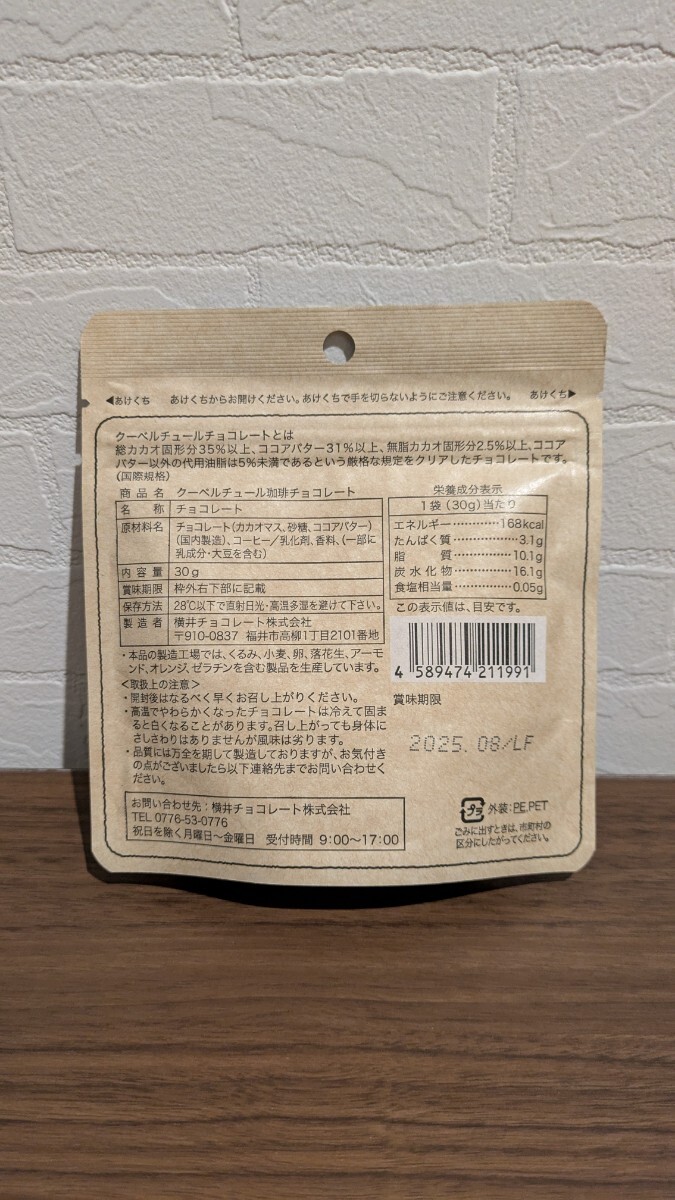 ◀あけくち　あけくちからお開けください。あけくちで手を切らないようにご注意ください。　あけくち▶
クーベルチュールチョコレートとは
総カカオ固形分35%以上、ココアバター31%以上、無脂カカオ固形分2.5%以上、ココア
バター以外の代用油脂は5%未満であるという厳格な規定をクリアしたチョコレートです。
(国際規格)
商品名　クーベルチュール珈琲チョコレート
名　称　チョコレート
原材料名　チョコレート(カカオマス、砂糖、ココアバター)
(国内製造)、コーヒー/乳化剤、香料、(一部に
乳成分・大豆を含む)
内容量　30g
賞味期限　枠外右下部に記載
保存方法　28℃以下で直射日光・高温多湿を避けて下さい。
製造者　横井チョコレート株式会社
〒910-0837　福井市高柳1丁目2101番地
・本品の製造工場では、くるみ、小麦、卵、落花生、アーモ
ンド、オレンジ、ゼラチンを含む製品を生産しています。
<取扱上の注意>
・開封後はなるべく早くお召し上がりください。
・高温でやわらかくなったチョコレートは冷えて固ま
ると白くなることがあります。召し上がっても身体に
さしさわりはありませんが風味は劣ります。
・品質には万全を期して製造しておりますが、お気付き
の点がございましたら以下連絡先までお問い合わせく
ださい。
お問い合わせ先:横井チョコレート株式会社
TEL 0776-53-0776
祝日を除く月曜日〜金曜日　受付時間 9:00〜17:00
栄養成分表示
1袋(30g)当たり
エネルギー…………168kcal
たんぱく質……………3.1g
脂　　質……………10.1g
炭水化物……………16.1g
食塩相当量…………0.05g
この表示値は、目安です。
4 589474 211991
賞味期限
2025.08/LF
プラ　外装:PE.PET
ごみに出すときは、市町村の
区分にしたがってください。